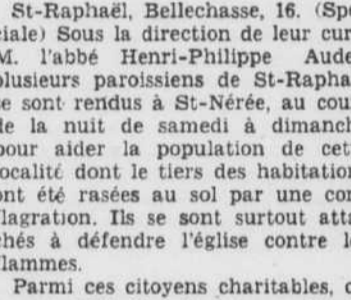 St-Raphaël, Bellechasse, 16. (Spé
ciale) Sous la direction de leur cur
M. l'abbé Henri-Philippe Aude
plusieurs paroissiens de St-Rapha
se sont rendus à St-Nérée, au cou
de la nuit de samedi à dimanch
pour aider la population de cet
localité dont le tiers des habitation
ont été rasées au sol par une con
flagration. Ils se sont surtout atta
chés à défendre l'église contre le
flammes.
Parmi ces citoyens charitables, c